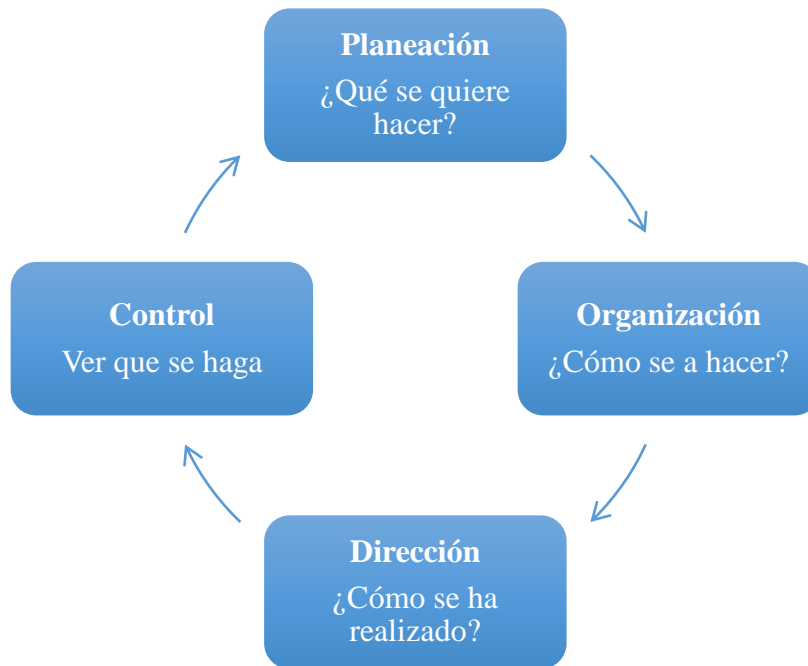 Planeación
¿Qué se quiere
hacer?
Control
Ver que se haga
Organización
¿Cómo se a hacer?
Dirección
¿Cómo se ha
realizado?